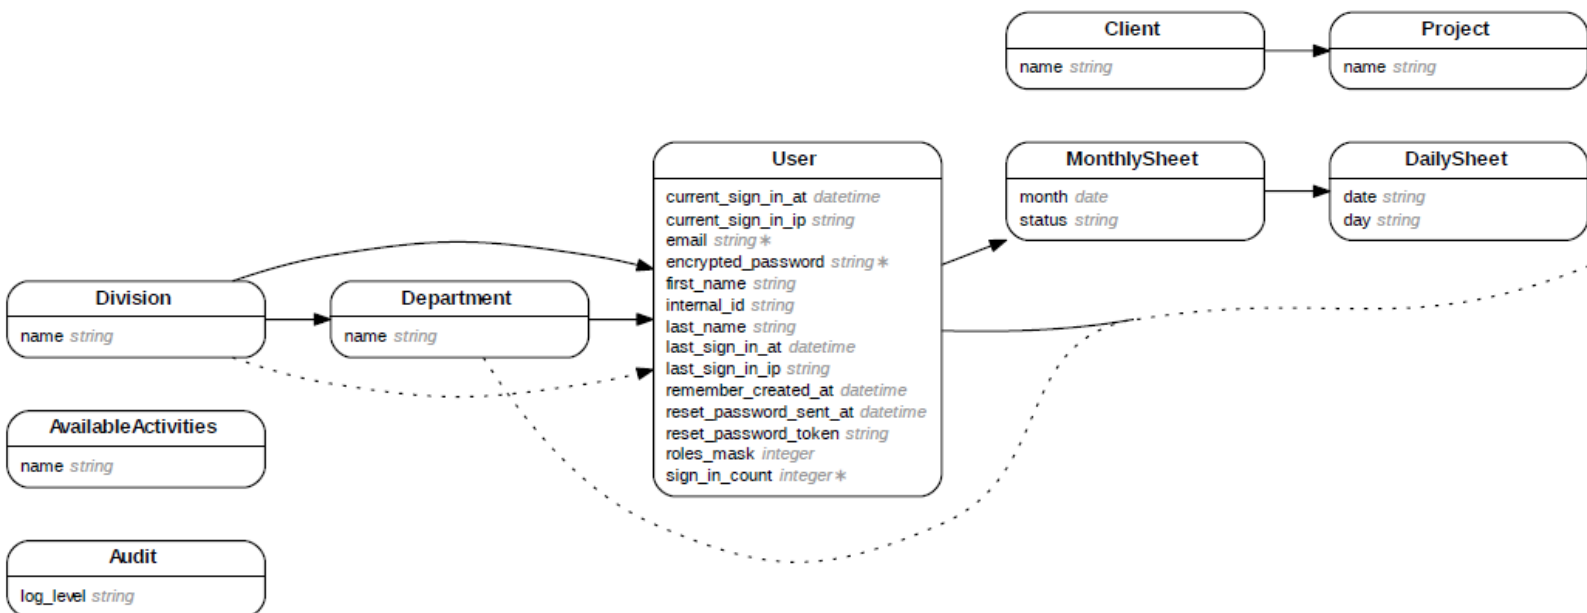 Client
name string
Project
name string
User
current_sign_in_at datetime
current_sign_in_ip string
email string∗
encrypted_password string∗
first_name string
internal_id string
last_name string
last_sign_in_at datetime
last_sign_in_ip string
remember_created_at datetime
reset_password_sent_at datetime
reset_password_token string
roles_mask integer
sign_in_count integer∗
MonthlySheet
month date
status string
DailySheet
date string
day string
Division
name string
Department
name string
AvailableActivities
name string
Audit
log_level string